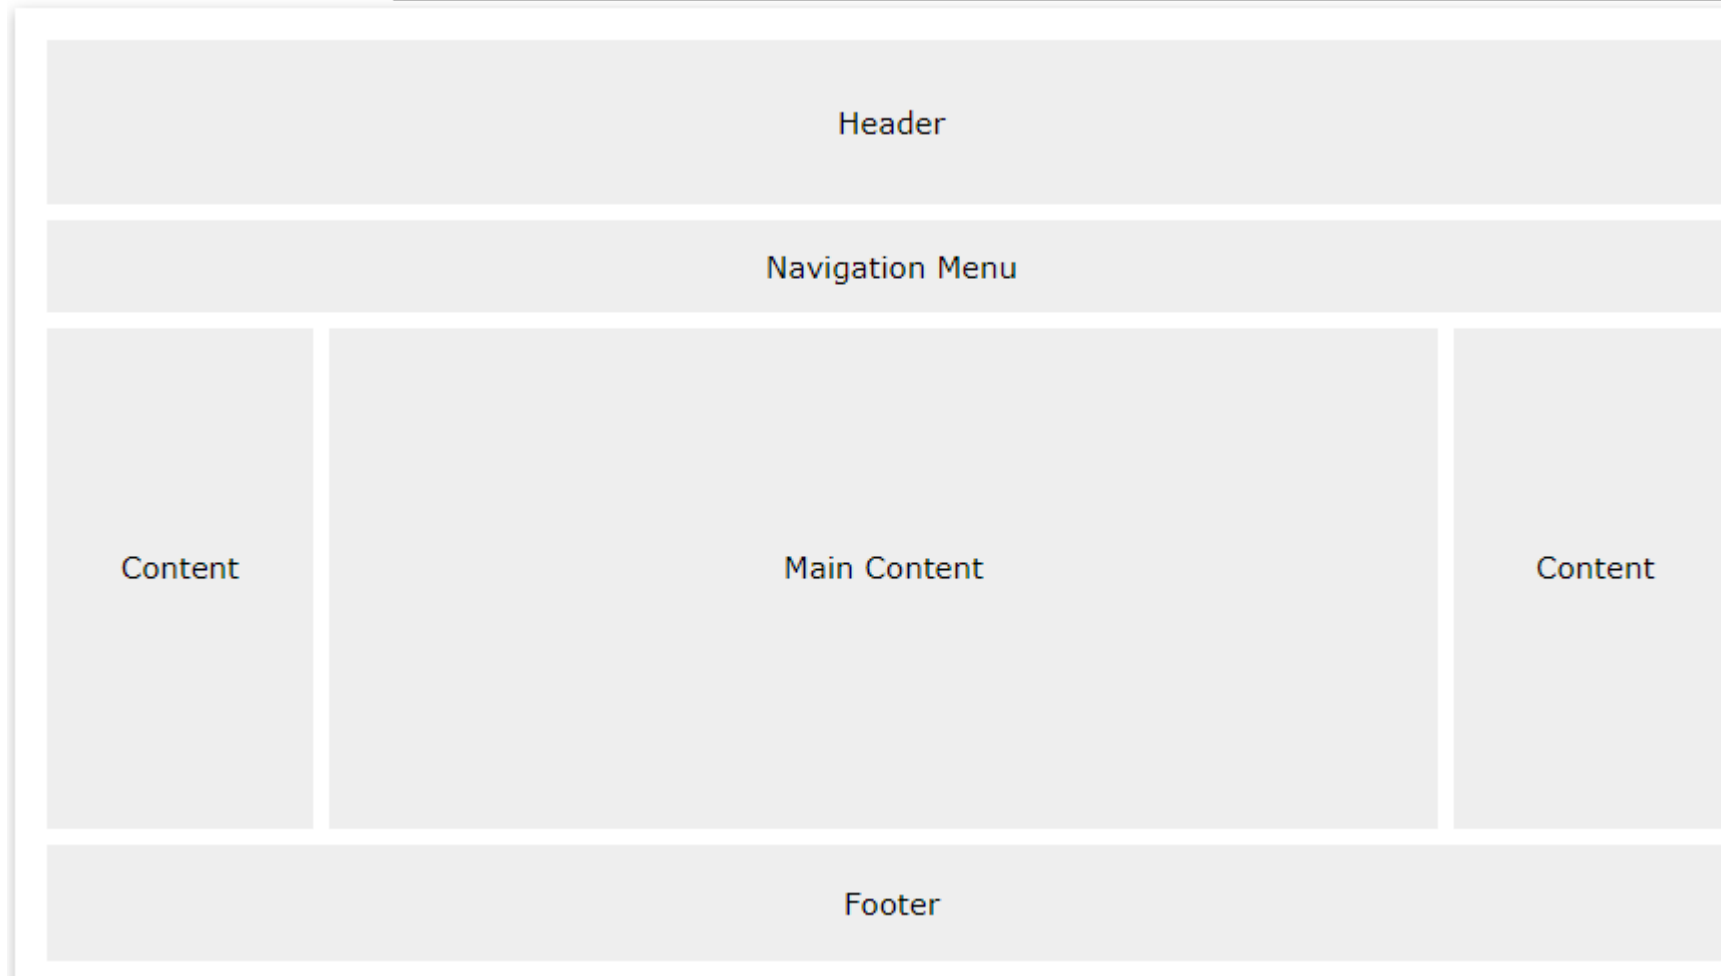 Header
Navigation Menu
Content
Main Content
Content
Footer